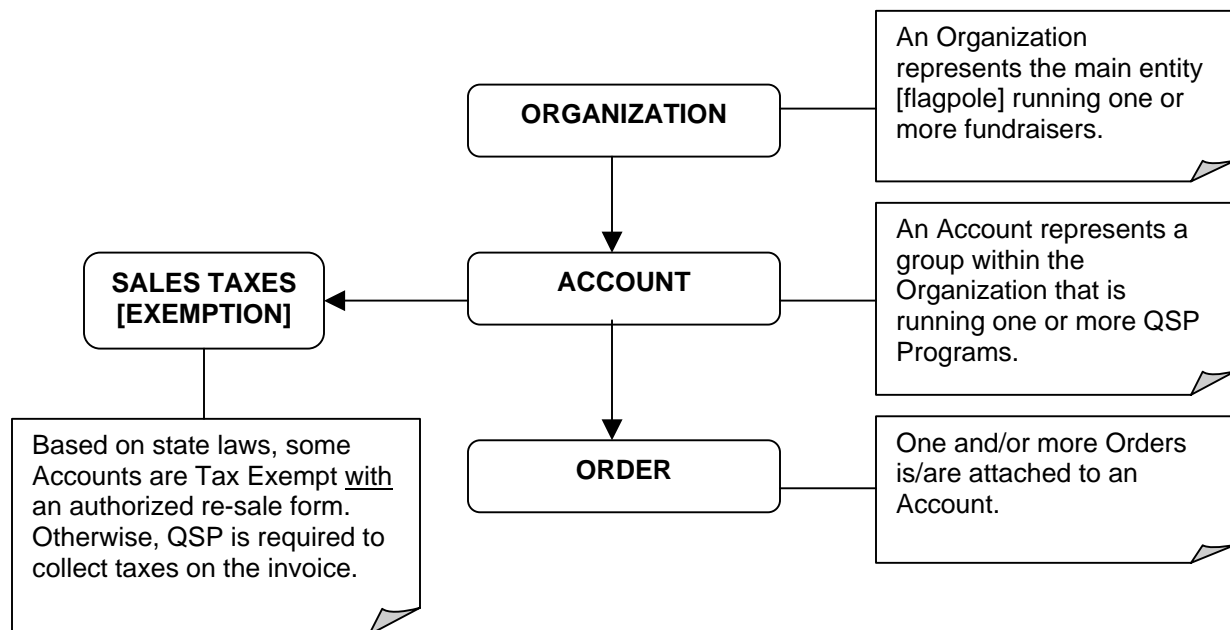 ORGANIZATION
An Organization
represents the main entity
[flagpole] running one or
more fundraisers.
SALES TAXES
[EXEMPTION]
ACCOUNT
An Account represents a
group within the
Organization that is
running one or more QSP
Programs.
Based on state laws, some
Accounts are Tax Exempt with
an authorized re-sale form.
Otherwise, QSP is required to
collect taxes on the invoice.
ORDER
One and/or more Orders
is/are attached to an
Account.